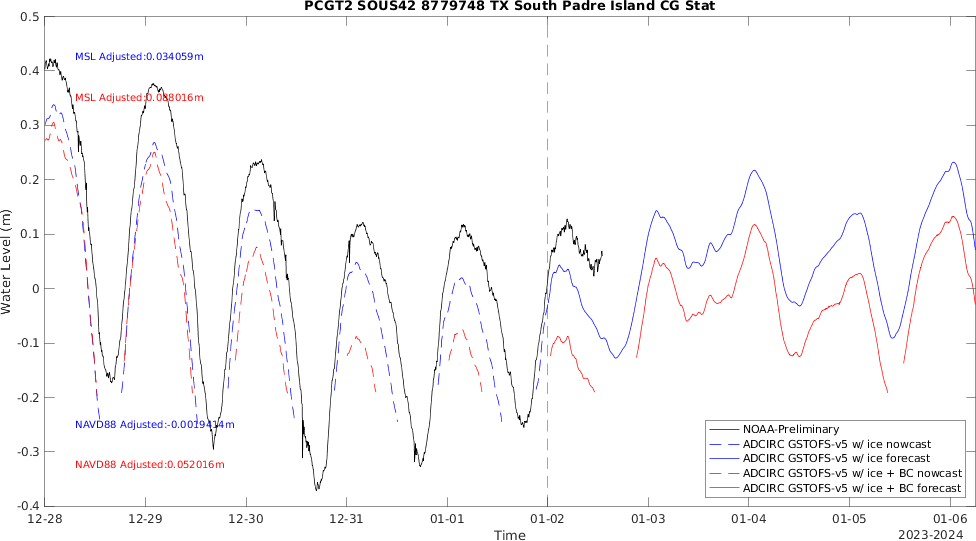 PCGT2 SOUS42 8779748 TX South Padre Island CG Stat
0.5
0.4
0.3
0.2
0.1
0
-0.1
-0.2
-0.3
-0.4
Water Level (m)
MSL Adjusted:0.034059m
MSL Adjusted:0.088016m
NAVD88 Adjusted:-0.0019414m
NAVD88 Adjusted:0.052016m
NOAA-Preliminary
ADCIRC GSTOFS-v5 w/ ice nowcast
ADCIRC GSTOFS-v5 w/ ice forecast
ADCIRC GSTOFS-v5 w/ ice + BC nowcast
ADCIRC GSTOFS-v5 w/ ice + BC forecast
12-28 12-29 12-30 12-31 01-01 01-02 01-03 01-04 01-05 01-06
Time
2023-2024